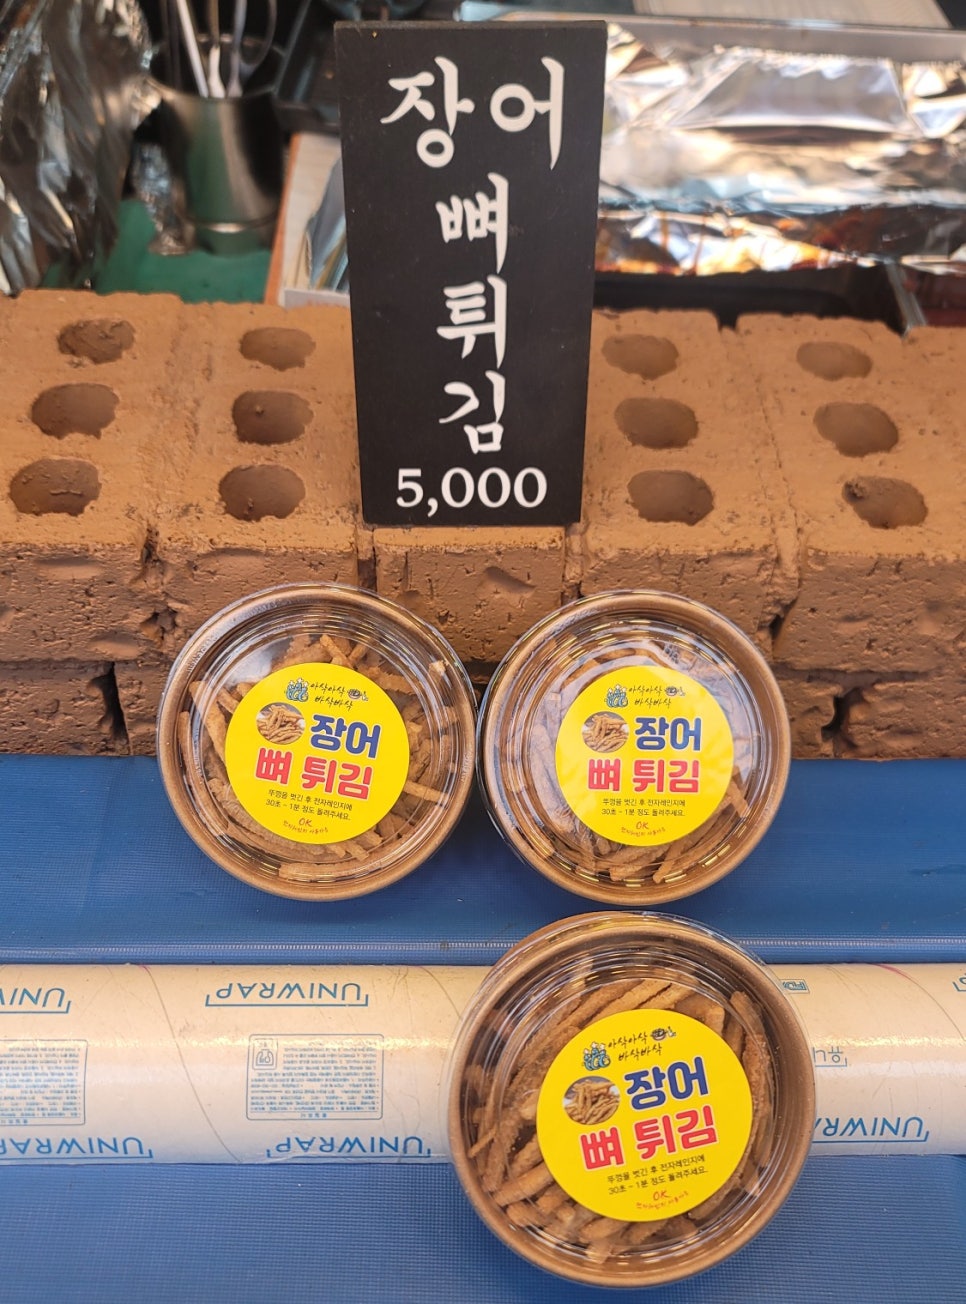 장어
뼈
튀
김
5,000
아삭아삭
바삭바삭
장어
뼈 튀김
뚜껑을 벗긴 후 전자레인지에
30초 ~ 1분 정도 돌려주세요.
OK
아삭아삭
바삭바삭
장어
뼈 튀김
뚜껑을 벗긴 후 전자레인지에
30초 ~ 1분 정도 돌려주세요.
OK
UNIWRAP
UNIWRAP
UNIWRAP
UNIWRAP
UNIWRAP
아삭아삭
바삭바삭
장어
뼈 튀김
뚜껑을 벗긴 후 전자레인지에
30초 ~ 1분 정도 돌려주세요.
OK